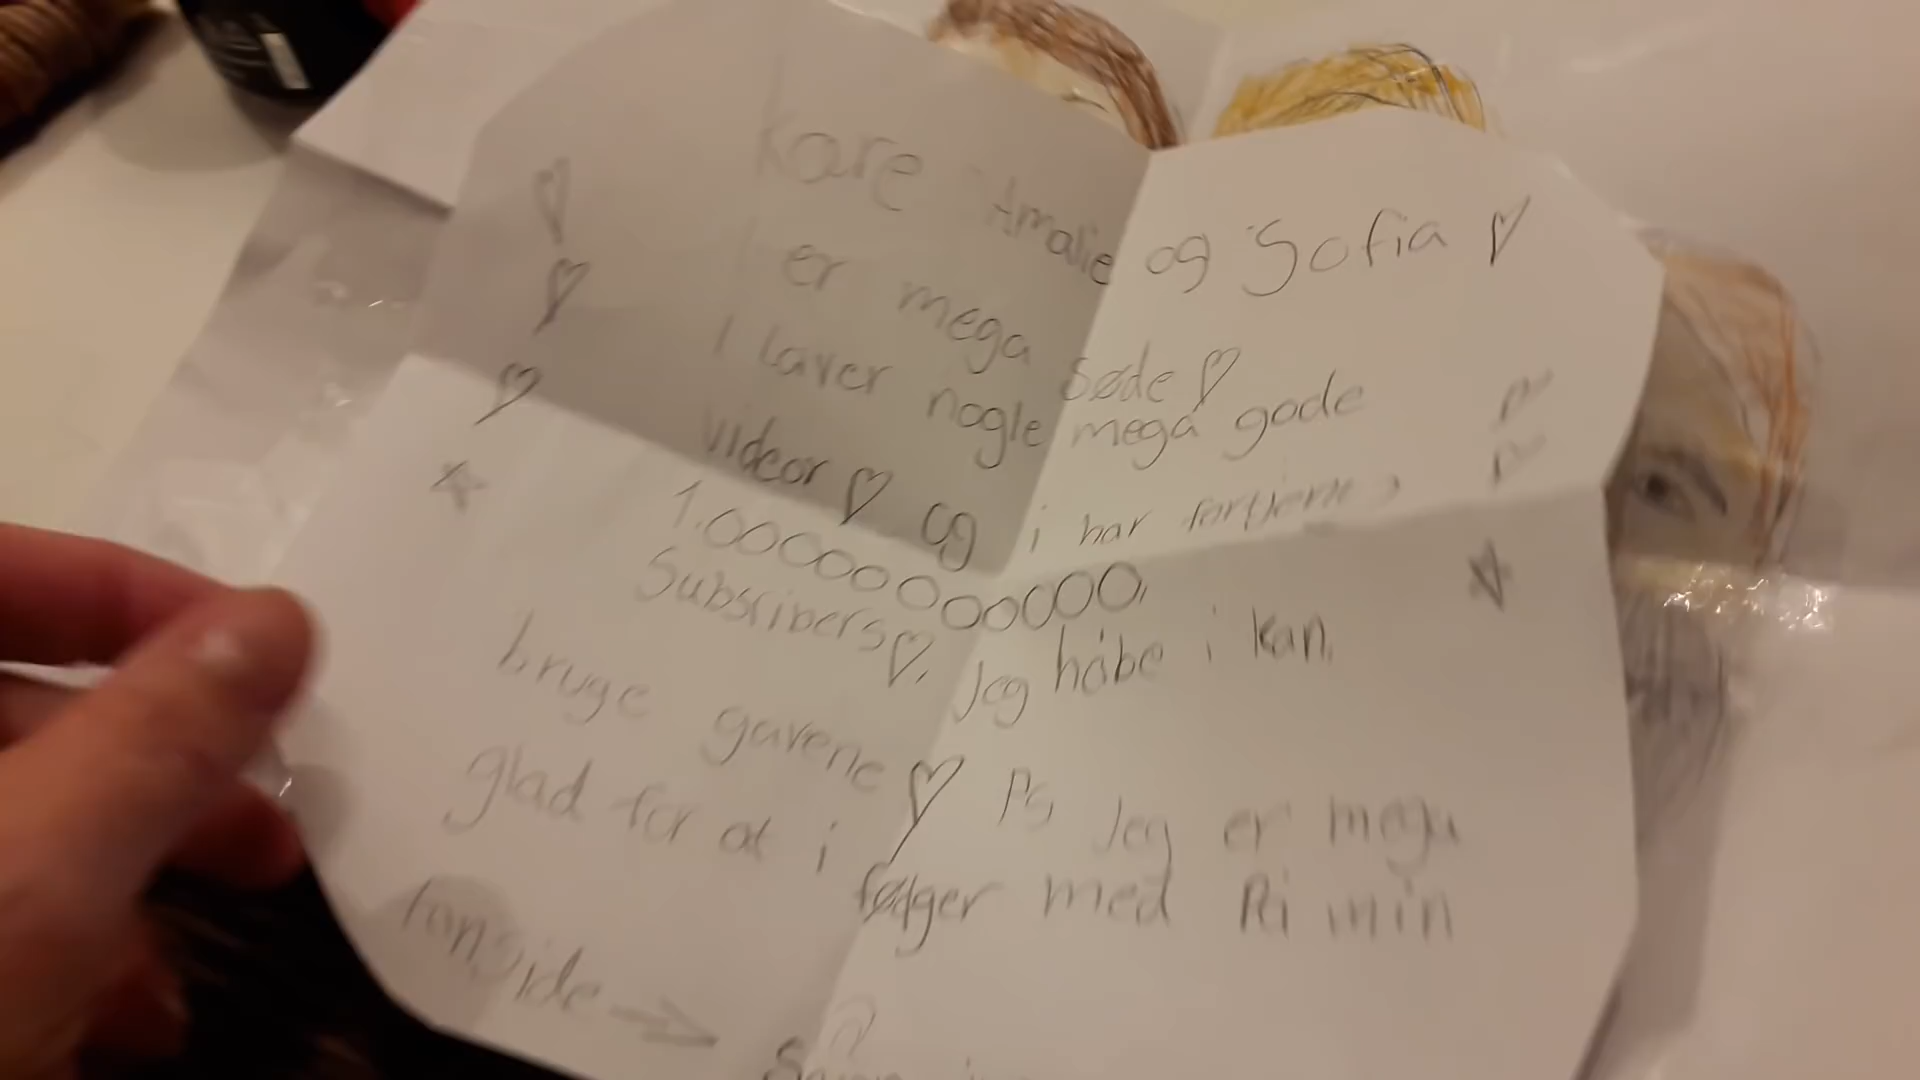 kære Amalie og Sofia ♡
I er mega søde ♡
I laver nogle mega gode
videor ♡ og i har fortjent
1.000000000000,
Subscribers♡, Jeg håbe i kan
bruge gavene ♡ Ps Jeg er mega
glad for at i følger med På min
fanside →